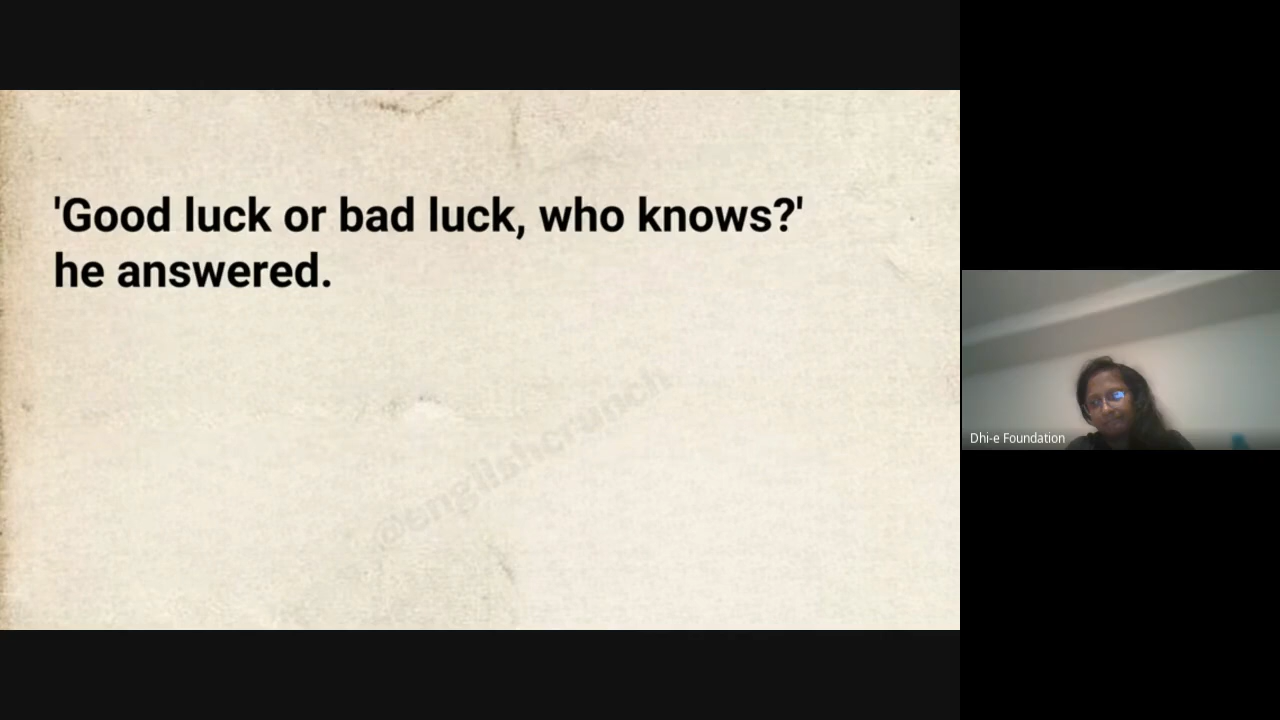 'Good luck or bad luck, who knows?'
he answered.
@englishcrunch
Dhi-e Foundation